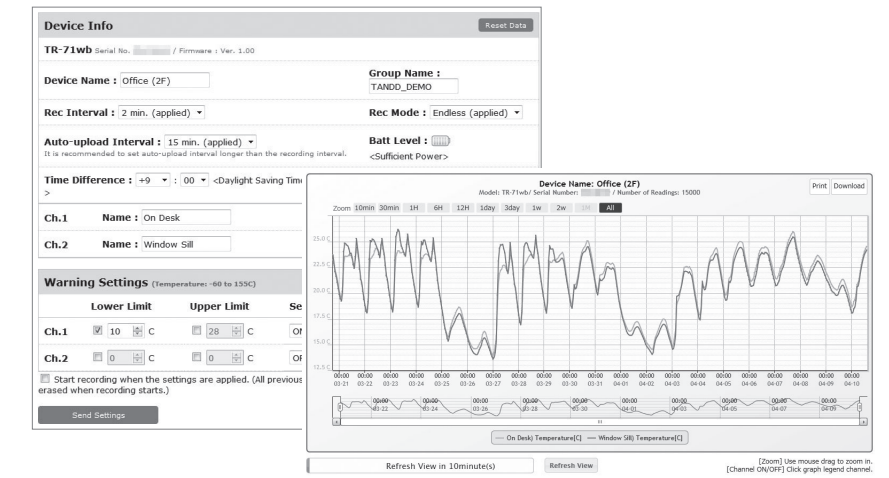 Device Info
Reset Data
TR-71wb Serial No. / Firmware : Ver. 1.00
Device Name : Office (2F)
Group Name :
TANDD_DEMO
Rec Interval : 2 min. (applied)
Rec Mode : Endless (applied)
Auto-upload Interval : 15 min. (applied)
It is recommended to set auto-upload interval longer than the recording interval.
Batt Level :
<Sufficient Power>
Time Difference : +9 : 00 <Daylight Saving Time
>
Ch.1 Name : On Desk
Ch.2 Name : Window Sill
Warning Settings (Temperature: -60 to 155C)
Lower Limit Upper Limit Se
Ch.1 10 C 28 C ON
Ch.2 0 C 0 C OF
Start recording when the settings are applied. (All previous
erased when recording starts.)
Send Settings
Device Name: Office (2F)
Model: TR-71wb/ Serial Number: / Number of Readings: 15000
Print Download
Zoom 10min 30min 1H 6H 12H 1day 3day 1w 2w 1M All
25.0 C
22.5 C
20.0 C
17.5 C
15.0 C
12.5 C
00:00 00:00 00:00 00:00 00:00 00:00 00:00 00:00 00:00 00:00 00:00 00:00 00:00 00:00 00:00 00:00 00:00 00:00 00:00 00:00 00:00
03-21 03-22 03-23 03-24 03-25 03-26 03-27 03-28 03-29 03-30 03-31 04-01 04-02 04-03 04-04 04-05 04-06 04-07 04-08 04-09 04-10
00:00 00:00 00:00 00:00 00:00 00:00 00:00 00:00 00:00 00:00
03-22 03-24 03-26 03-28 03-30 04-01 04-03 04-05 04-07 04-09
On Desk) Temperature[C] Window Sill) Temperature[C]
Refresh View in 10minute(s)
Refresh View
[Zoom] Use mouse drag to zoom in.
[Channel ON/OFF] Click graph legend channel.